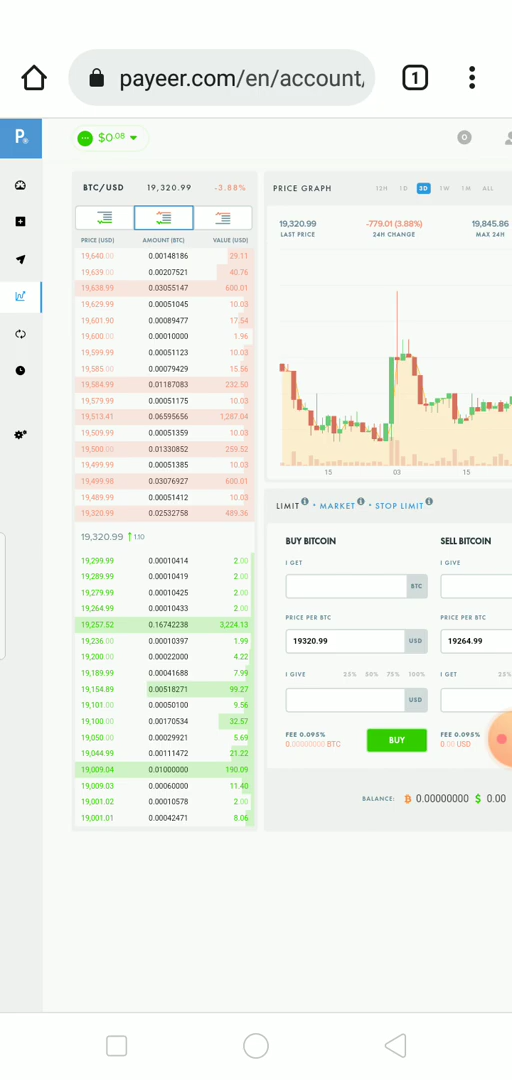 payeer.com/en/account,
1
P.
$0.08
BTC/USD 19,320.99 -3.88%
PRICE (USD) AMOUNT (BTC) VALUE (USD)
19,640.00 0.00148186 29.11
19,639.00 0.00207521 40.76
19,638.99 0.03055147 600.01
19,629.99 0.00051045 10.03
19,601.90 0.00089477 17.54
19,600.00 0.00010000 1.96
19,599.99 0.00051123 10.03
19,585.00 0.00079429 15.56
19,584.99 0.01187083 232.50
19,579.99 0.00051175 10.03
19,513.41 0.06595656 1,287.04
19,509.99 0.00051359 10.03
19,500.00 0.01330852 259.52
19,499.99 0.00051385 10.03
19,499.98 0.03076927 600.01
19,489.99 0.00051412 10.03
19,320.99 0.02532758 489.36
19,320.99 1.10
19,299.99 0.00010414 2.00
19,289.99 0.00010419 2.00
19,279.99 0.00010425 2.00
19,264.99 0.00010433 2.00
19,257.52 0.16742238 3,224.13
19,236.00 0.00010397 1.99
19,200.00 0.00022000 4.22
19,189.99 0.00041688 7.99
19,154.89 0.00518271 99.27
19,101.00 0.00050100 9.56
19,100.00 0.00170534 32.57
19,050.00 0.00029921 5.69
19,044.99 0.00111472 21.22
19,009.04 0.01000000 190.09
19,009.03 0.00060000 11.40
19,001.02 0.00010578 2.00
19,001.01 0.00042471 8.06
PRICE GRAPH 12H 1D 3D 1W 1M ALL
19,320.99 -779.01 (3.88%) 19,845.86
LAST PRICE 24H CHANGE MAX 24H
15 03 15
LIMIT • MARKET • STOP LIMIT
BUY BITCOIN SELL BITCOIN
I GET I GIVE
BTC
PRICE PER BTC PRICE PER BTC
19320.99 USD 19264.99
I GIVE 25% 50% 75% 100% I GET 25%
USD
FEE 0.095% FEE 0.095%
0.00000000 BTC BUY 0.00 USD
BALANCE: 0.00000000 $ 0.00